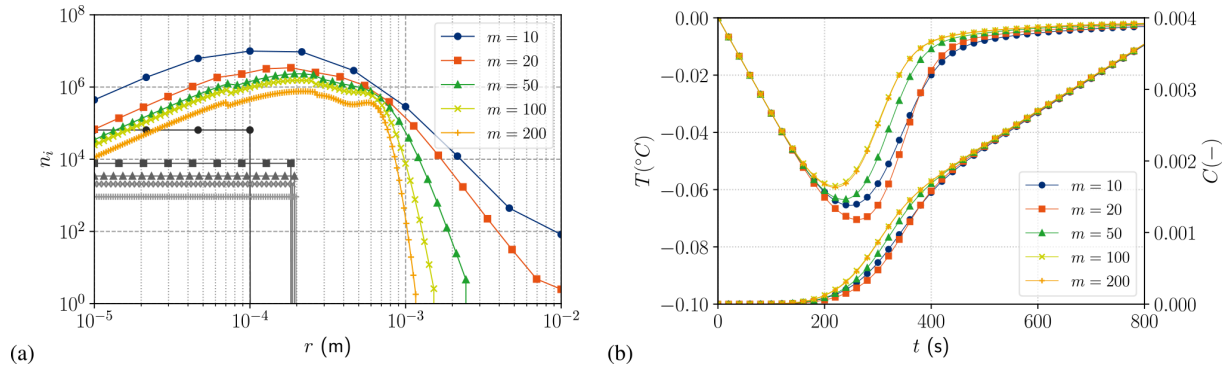 10^8
10^6
10^4
10^2
10^0
n_i
10^-5
10^-4
10^-3
10^-2
r (m)
m = 10
m = 20
m = 50
m = 100
m = 200
(a)
0.00
−0.02
−0.04
−0.06
−0.08
−0.10
T(°C)
0
200
400
600
800
t (s)
0.004
0.003
0.002
0.001
0.000
C(−)
m = 10
m = 20
m = 50
m = 100
m = 200
(b)